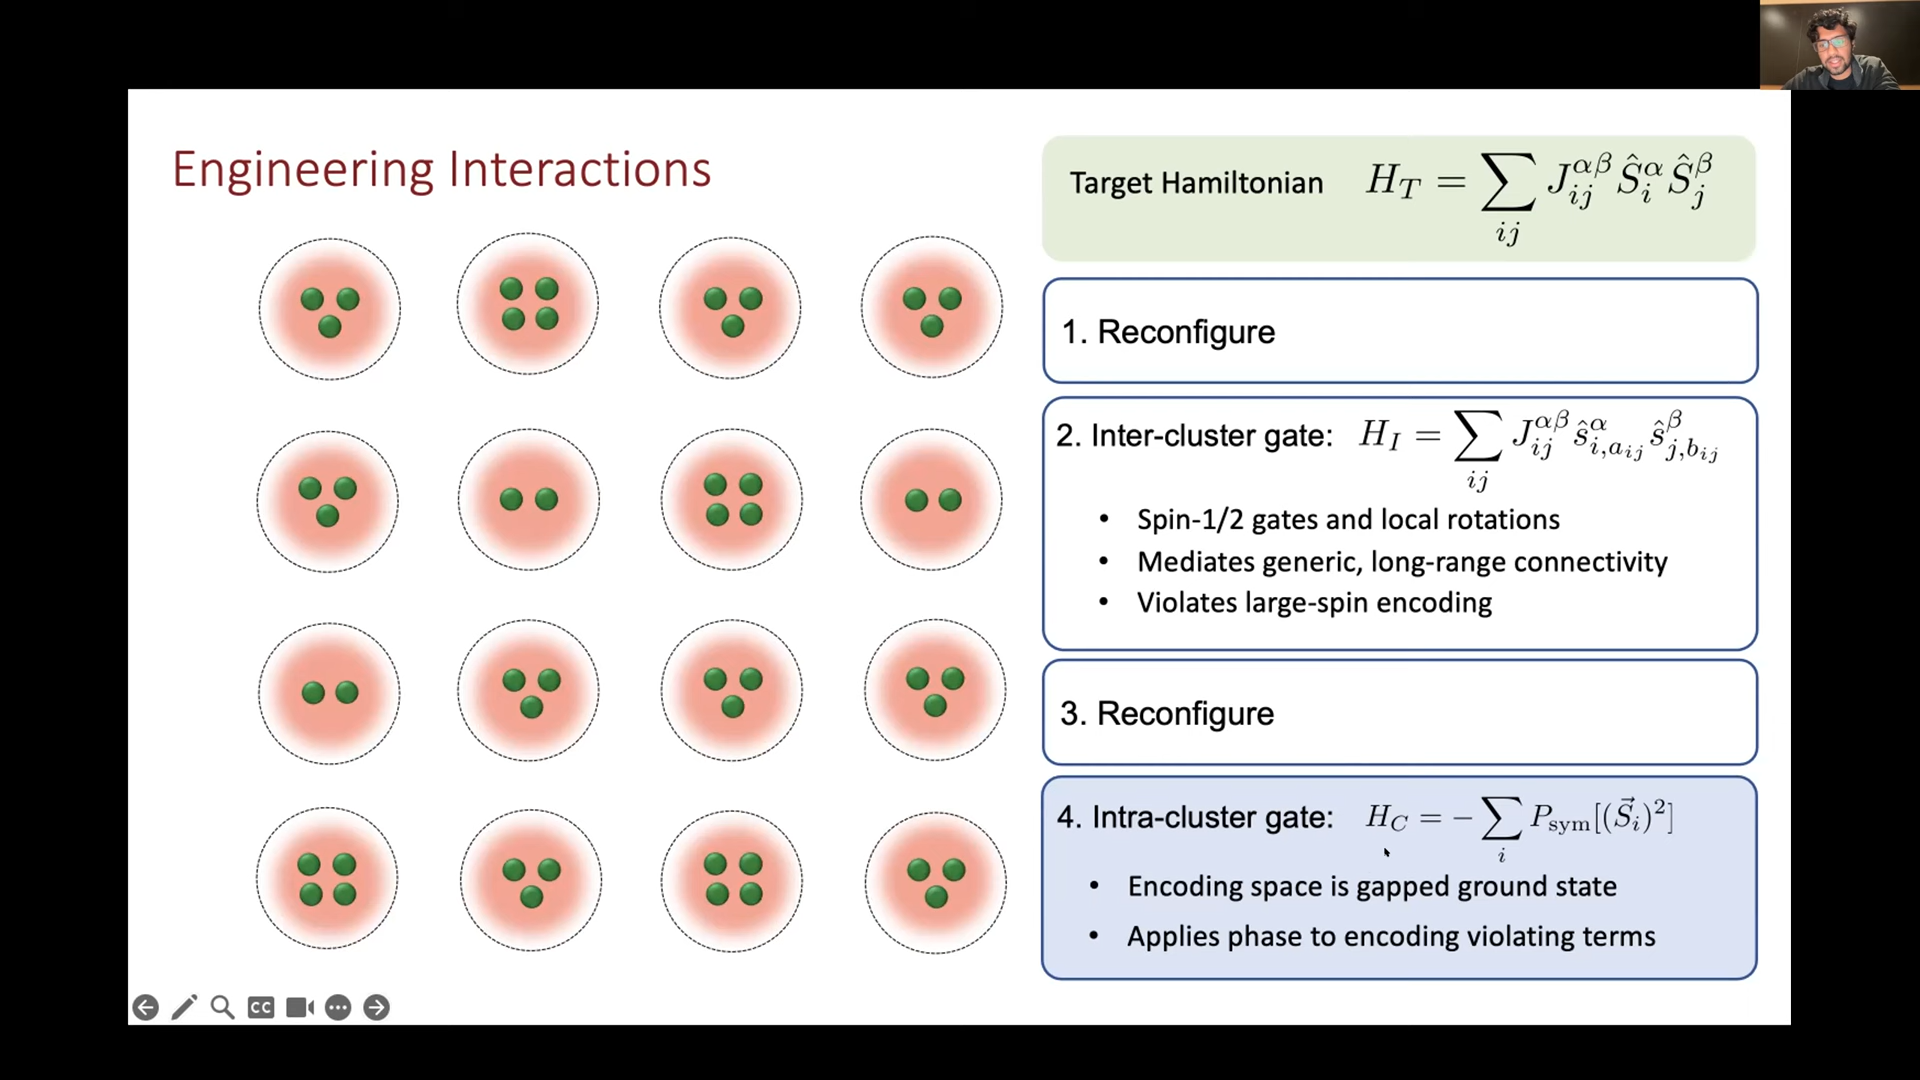 Engineering Interactions
Target Hamiltonian H_T = \sum_{ij} J_{ij}^{\alpha\beta} \hat{S}_i^{\alpha} \hat{S}_j^{\beta}
1. Reconfigure
2. Inter-cluster gate: H_I = \sum_{ij} J_{ij}^{\alpha\beta} \hat{s}_{i,a_{ij}}^{\alpha} \hat{s}_{j,b_{ij}}^{\beta}
• Spin-1/2 gates and local rotations
• Mediates generic, long-range connectivity
• Violates large-spin encoding
3. Reconfigure
4. Intra-cluster gate: H_C = -\sum_i P_{sym}[(\vec{S}_i)^2]
• Encoding space is gapped ground state
• Applies phase to encoding violating terms
CC